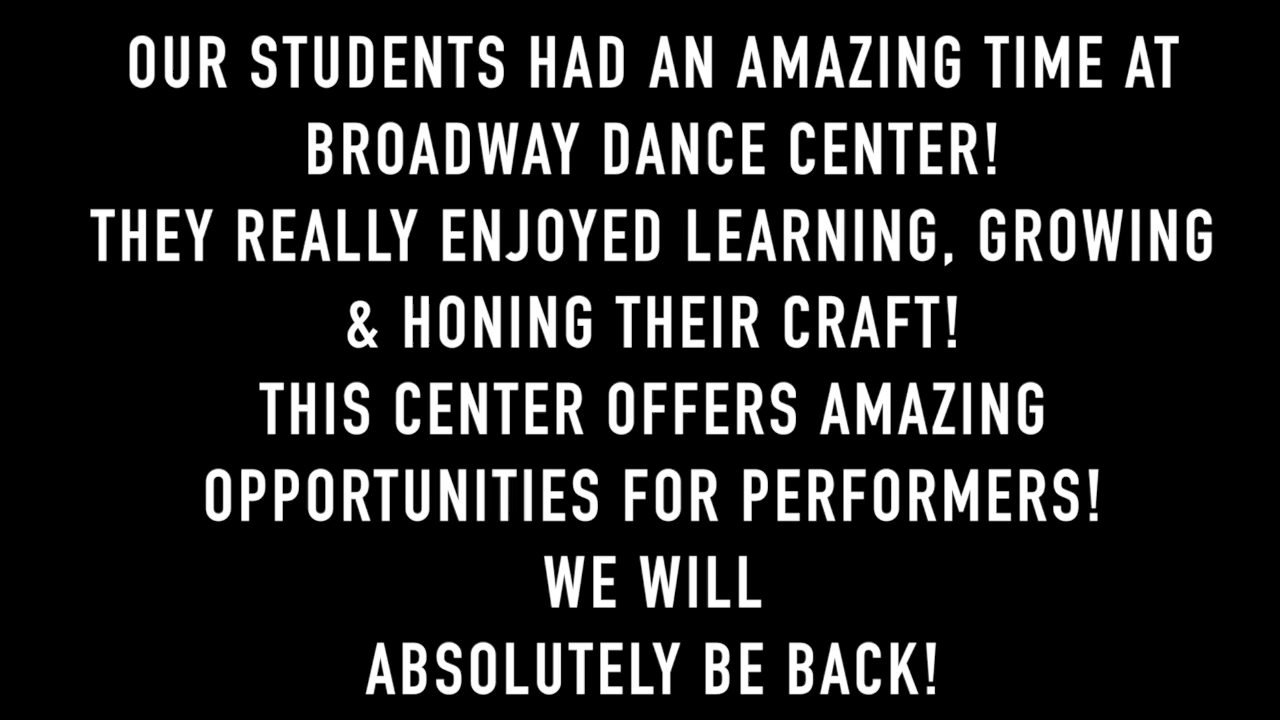 OUR STUDENTS HAD AN AMAZING TIME AT
BROADWAY DANCE CENTER!
THEY REALLY ENJOYED LEARNING, GROWING
& HONING THEIR CRAFT!
THIS CENTER OFFERS AMAZING
OPPORTUNITIES FOR PERFORMERS!
WE WILL
ABSOLUTELY BE BACK!